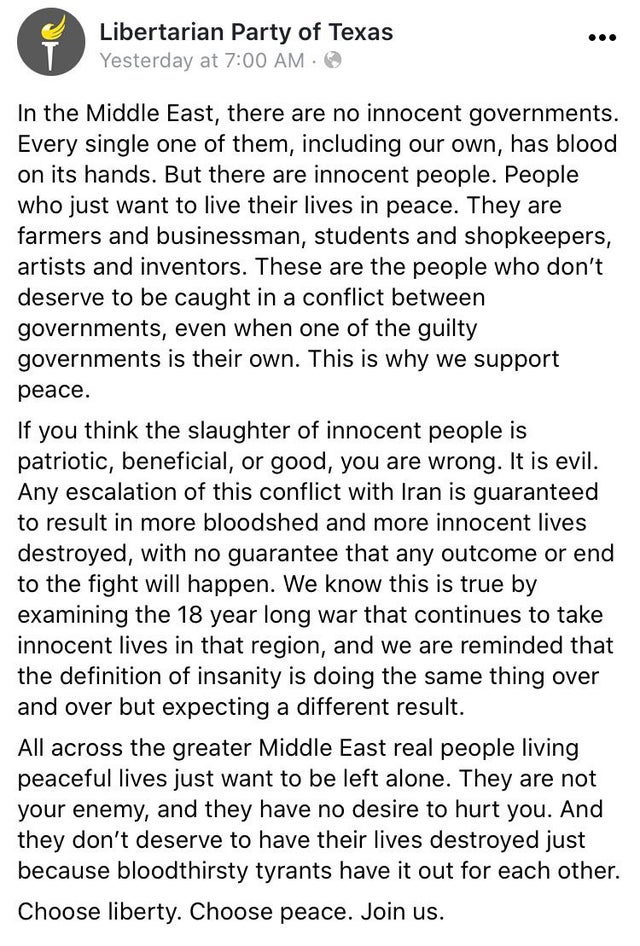 Libertarian Party of Texas
Yesterday at 7:00 AM ·
In the Middle East, there are no innocent governments.
Every single one of them, including our own, has blood
on its hands. But there are innocent people. People
who just want to live their lives in peace. They are
farmers and businessman, students and shopkeepers,
artists and inventors. These are the people who don’t
deserve to be caught in a conflict between
governments, even when one of the guilty
governments is their own. This is why we support
peace.
If you think the slaughter of innocent people is
patriotic, beneficial, or good, you are wrong. It is evil.
Any escalation of this conflict with Iran is guaranteed
to result in more bloodshed and more innocent lives
destroyed, with no guarantee that any outcome or end
to the fight will happen. We know this is true by
examining the 18 year long war that continues to take
innocent lives in that region, and we are reminded that
the definition of insanity is doing the same thing over
and over but expecting a different result.
All across the greater Middle East real people living
peaceful lives just want to be left alone. They are not
your enemy, and they have no desire to hurt you. And
they don’t deserve to have their lives destroyed just
because bloodthirsty tyrants have it out for each other.
Choose liberty. Choose peace. Join us.